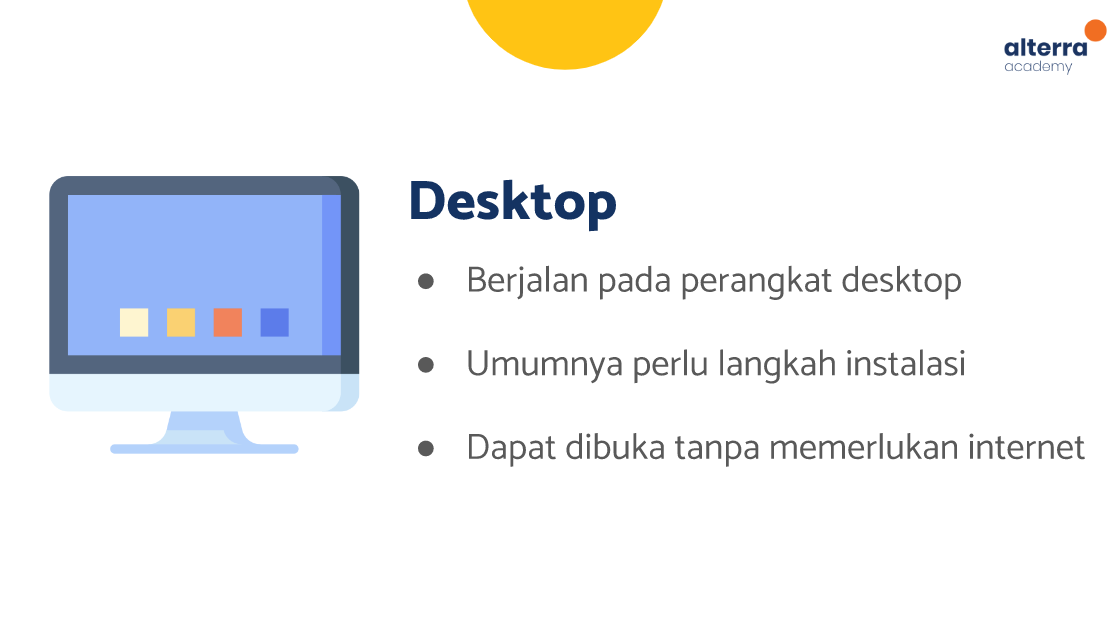 alterra
academy
Desktop
● Berjalan pada perangkat desktop
● Umumnya perlu langkah instalasi
● Dapat dibuka tanpa memerlukan internet